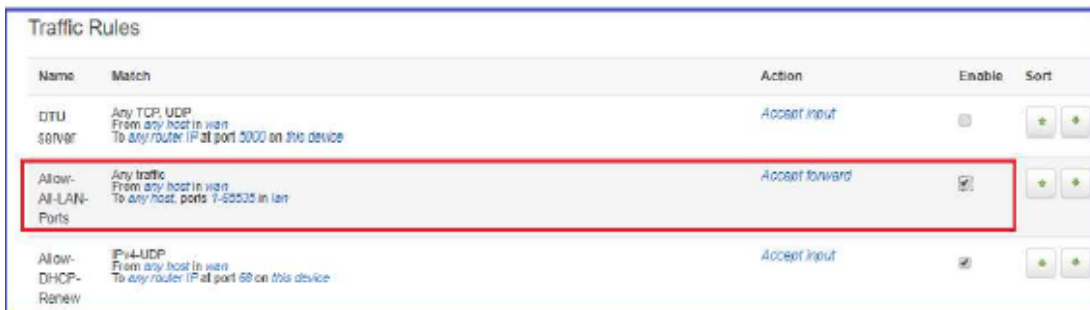 Traffic Rules
Name Match Action Enable Sort
DTU server
Any TCP, UDP
From any host in wan
To any router IP at port 5000 on this device
Accept input
Allow-All-LAN-Ports
Any traffic
From any host in wan
To any host, ports 1-65535 in lan
Accept forward
Allow-DHCP-Renew
IPv4-UDP
From any host in wan
To any router IP at port 68 on this device
Accept input